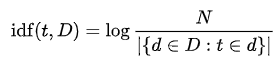 idf(t, D) = log N / |{d ∈ D : t ∈ d}|